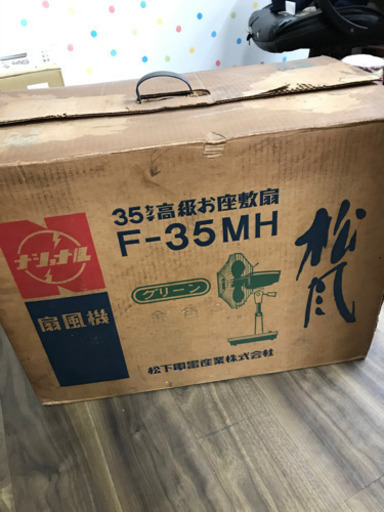 35センチ高級お座敷扇
F-35MH
ナショナル
扇風機
グリーン
松風
松下電器産業株式会社